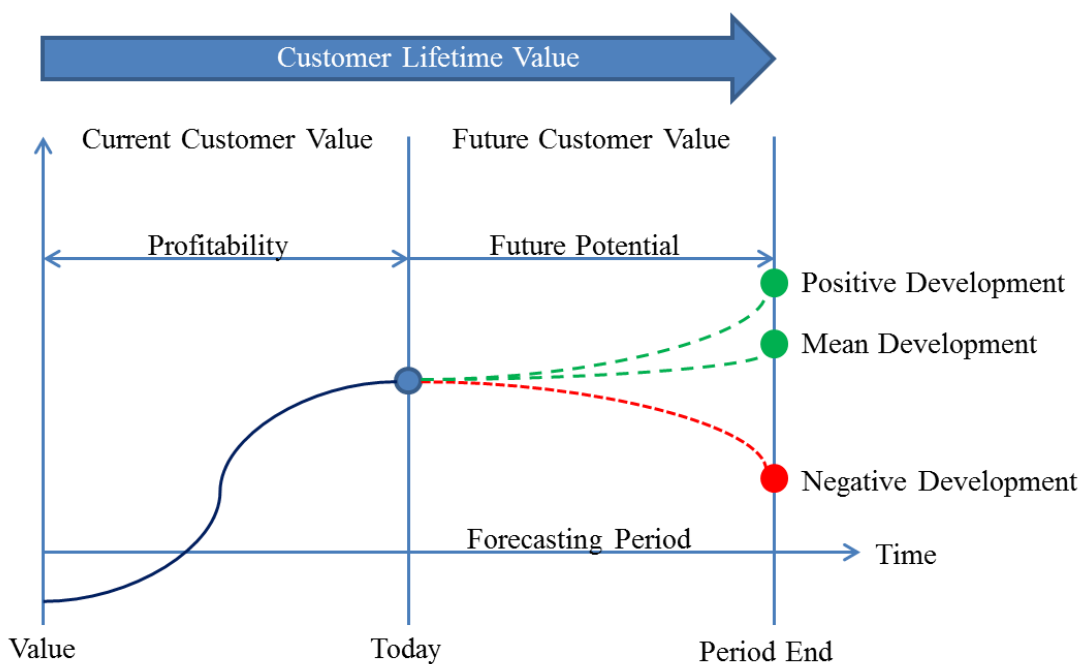 Customer Lifetime Value
Current Customer Value
Future Customer Value
Profitability
Future Potential
Positive Development
Mean Development
Negative Development
Forecasting Period
Time
Value
Today
Period End